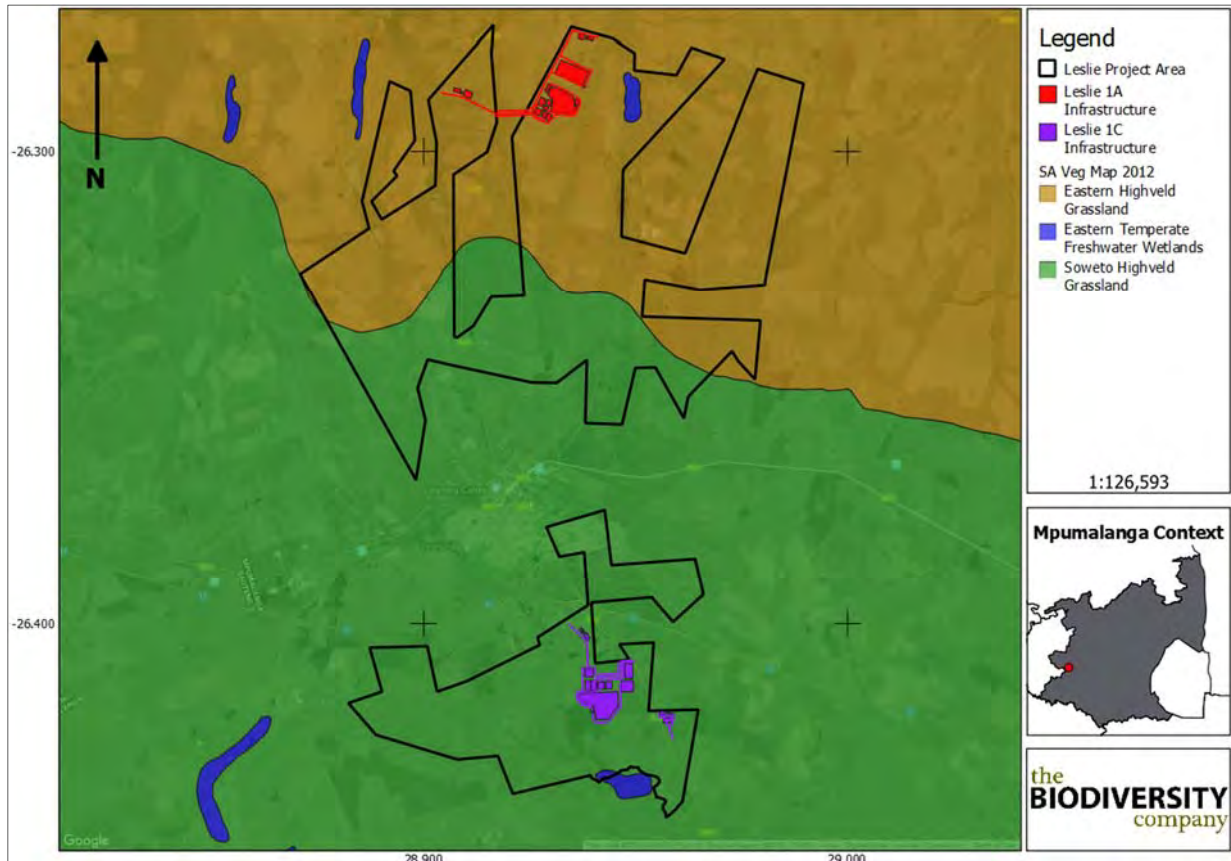 N
-26.300
-26.400
28.900
29.000
Google
Legend
Leslie Project Area
Leslie 1A
Infrastructure
Leslie 1C
Infrastructure
SA Veg Map 2012
Eastern Highveld
Grassland
Eastern Temperate
Freshwater Wetlands
Soweto Highveld
Grassland
1:126,593
Mpumalanga Context
the
BIODIVERSITY
company